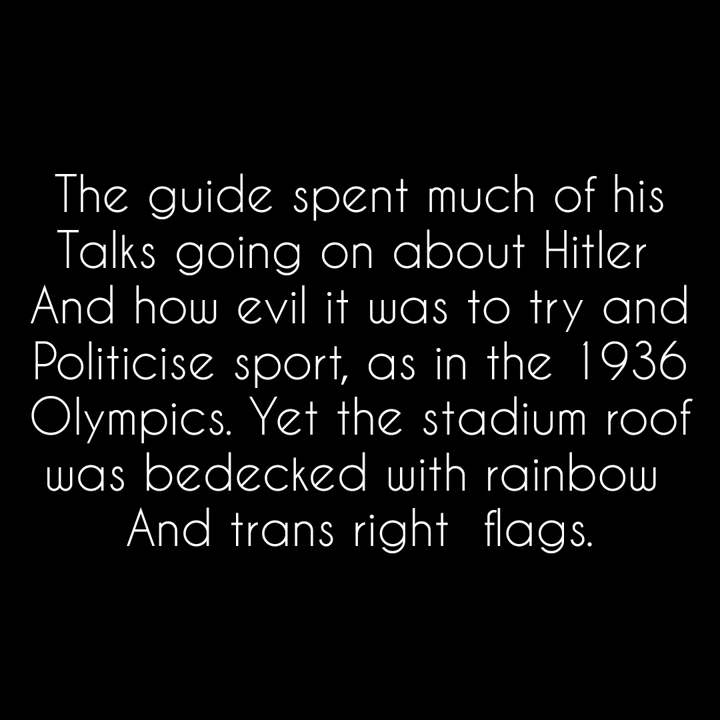 The guide spent much of his
Talks going on about Hitler
And how evil it was to try and
Politicise sport, as in the 1936
Olympics. Yet the stadium roof
was bedecked with rainbow
And trans right flags.